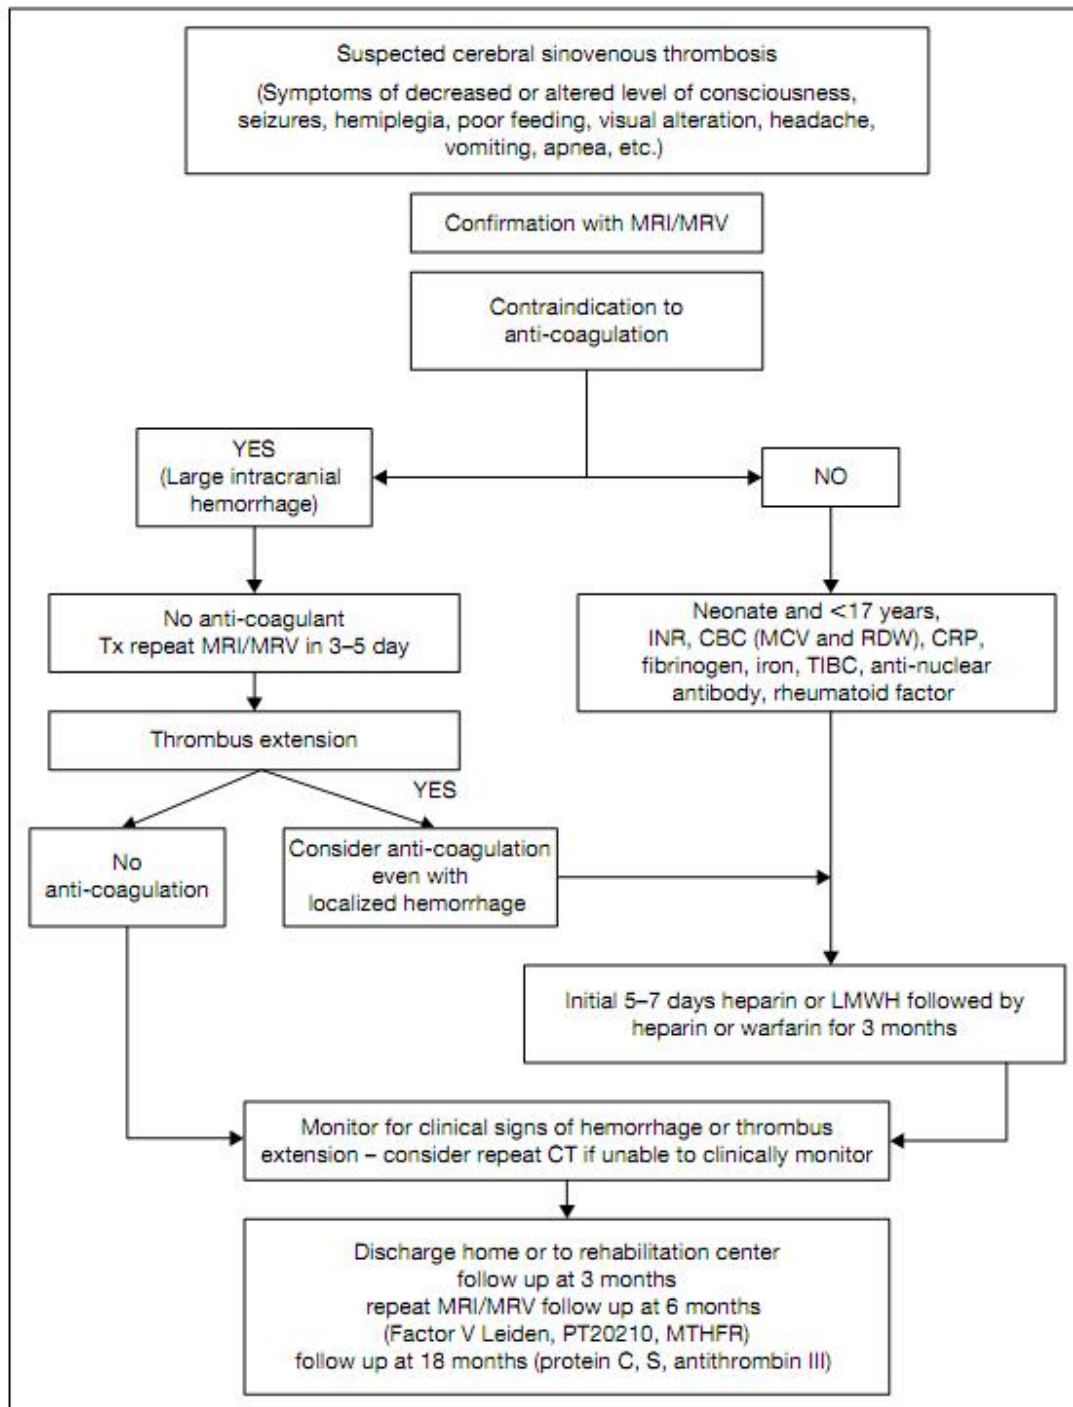 Suspected cerebral sinovenous thrombosis
(Symptoms of decreased or altered level of consciousness,
seizures, hemiplegia, poor feeding, visual alteration, headache,
vomiting, apnea, etc.)
Confirmation with MRI/MRV
Contraindication to
anti-coagulation
YES
(Large intracranial
hemorrhage)
NO
No anti-coagulant
Tx repeat MRI/MRV in 3–5 day
Neonate and <17 years,
INR, CBC (MCV and RDW), CRP,
fibrinogen, iron, TIBC, anti-nuclear
antibody, rheumatoid factor
Thrombus extension
YES
No
anti-coagulation
Consider anti-coagulation
even with
localized hemorrhage
Initial 5–7 days heparin or LMWH followed by
heparin or warfarin for 3 months
Monitor for clinical signs of hemorrhage or thrombus
extension – consider repeat CT if unable to clinically monitor
Discharge home or to rehabilitation center
follow up at 3 months
repeat MRI/MRV follow up at 6 months
(Factor V Leiden, PT20210, MTHFR)
follow up at 18 months (protein C, S, antithrombin III)